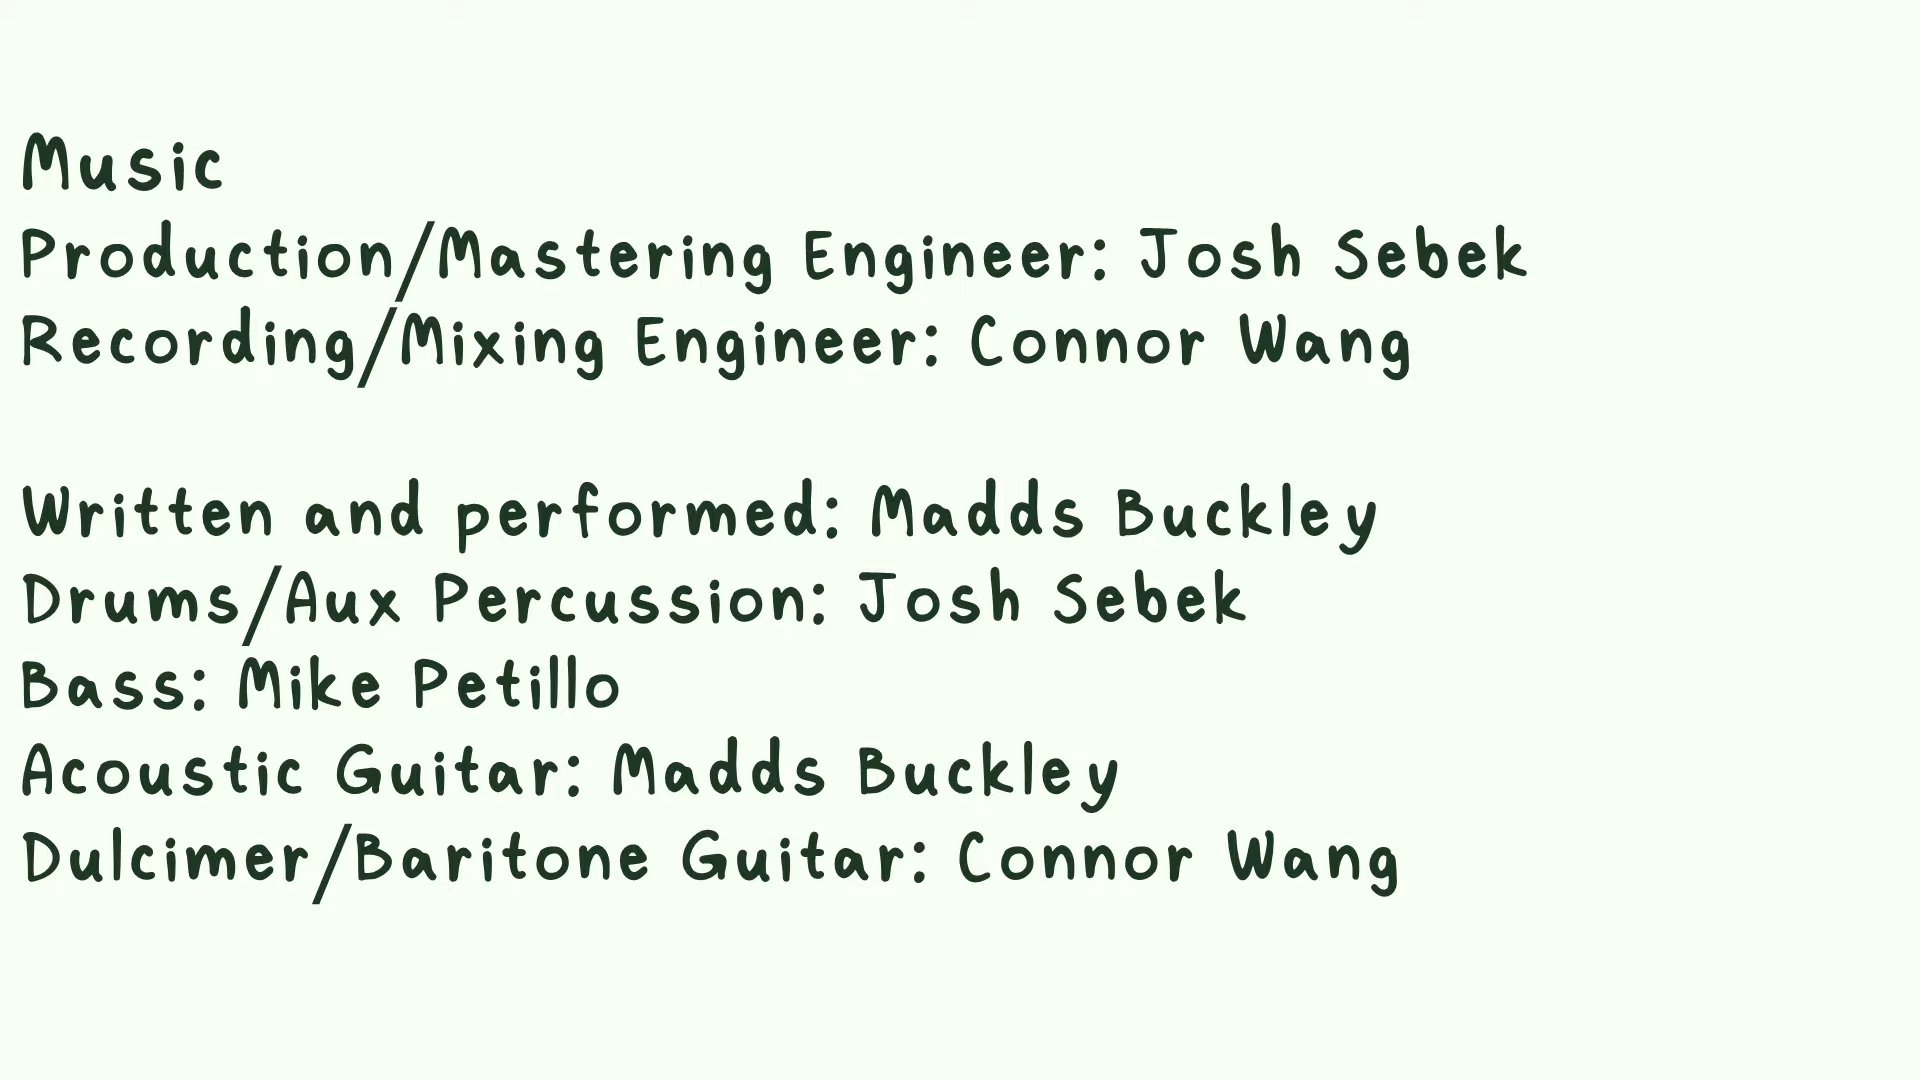 Music
Production/Mastering Engineer: Josh Sebek
Recording/Mixing Engineer: Connor Wang
Written and performed: Madds Buckley
Drums/Aux Percussion: Josh Sebek
Bass: Mike Petillo
Acoustic Guitar: Madds Buckley
Dulcimer/Baritone Guitar: Connor Wang